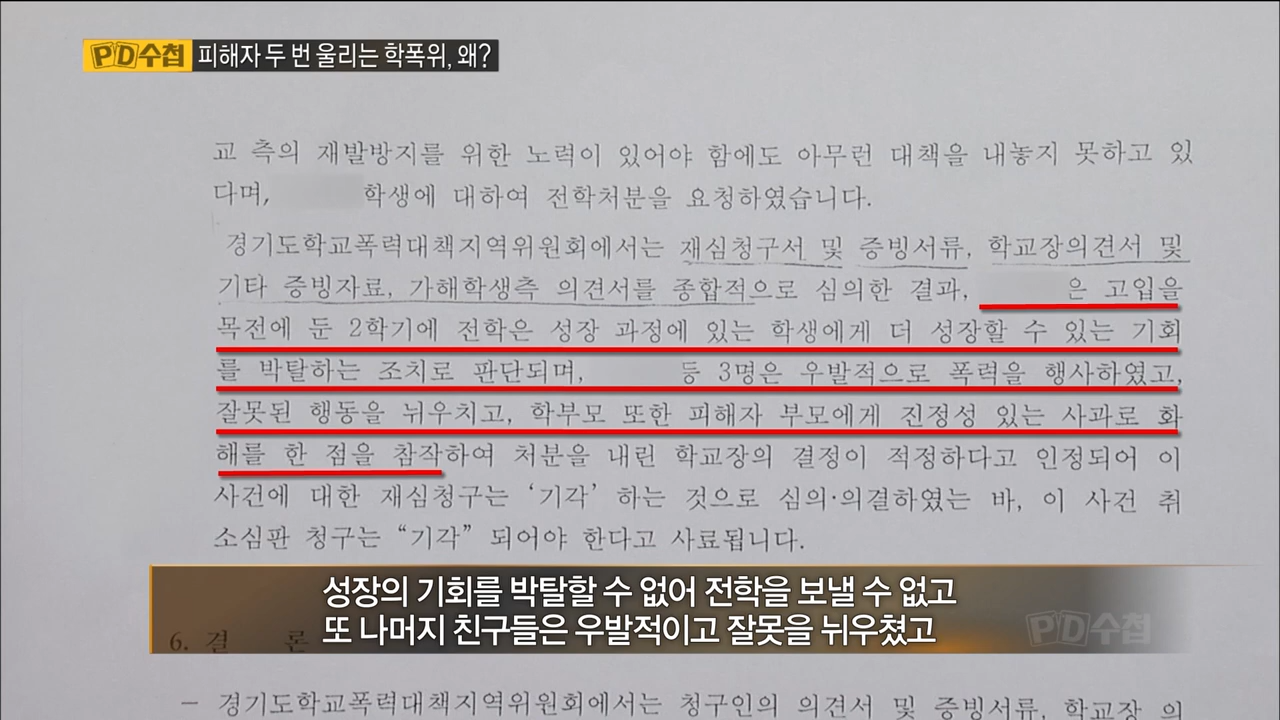 PD수첩 피해자 두 번 울리는 학폭위, 왜?
교 측의 재발방지를 위한 노력이 있어야 함에도 아무런 대책을 내놓지 못하고 있
다며, 학생에 대하여 전학처분을 요청하였습니다.
경기도학교폭력대책지역위원회에서는 재심청구서 및 증빙서류, 학교장의견서 및
기타 증빙자료, 가해학생측 의견서를 종합적으로 심의한 결과, 은 고입을
목전에 둔 2학기에 전학은 성장 과정에 있는 학생에게 더 성장할 수 있는 기회
를 박탈하는 조치로 판단되며, 등 3명은 우발적으로 폭력을 행사하였고,
잘못된 행동을 뉘우치고, 학부모 또한 피해자 부모에게 진정성 있는 사과로 화
해를 한 점을 참작하여 처분을 내린 학교장의 결정이 적정하다고 인정되어 이
사건에 대한 재심청구는 ‘기각’ 하는 것으로 심의·의결하였는 바, 이 사건 취
소심판 청구는 “기각” 되어야 한다고 사료됩니다.
성장의 기회를 박탈할 수 없어 전학을 보낼 수 없고
또 나머지 친구들은 우발적이고 잘못을 뉘우쳤고
PD수첩
6. 결 론
- 경기도학교폭력대책지역위원회에서는 청구인의 의견서 및 증빙서류, 학교장 의